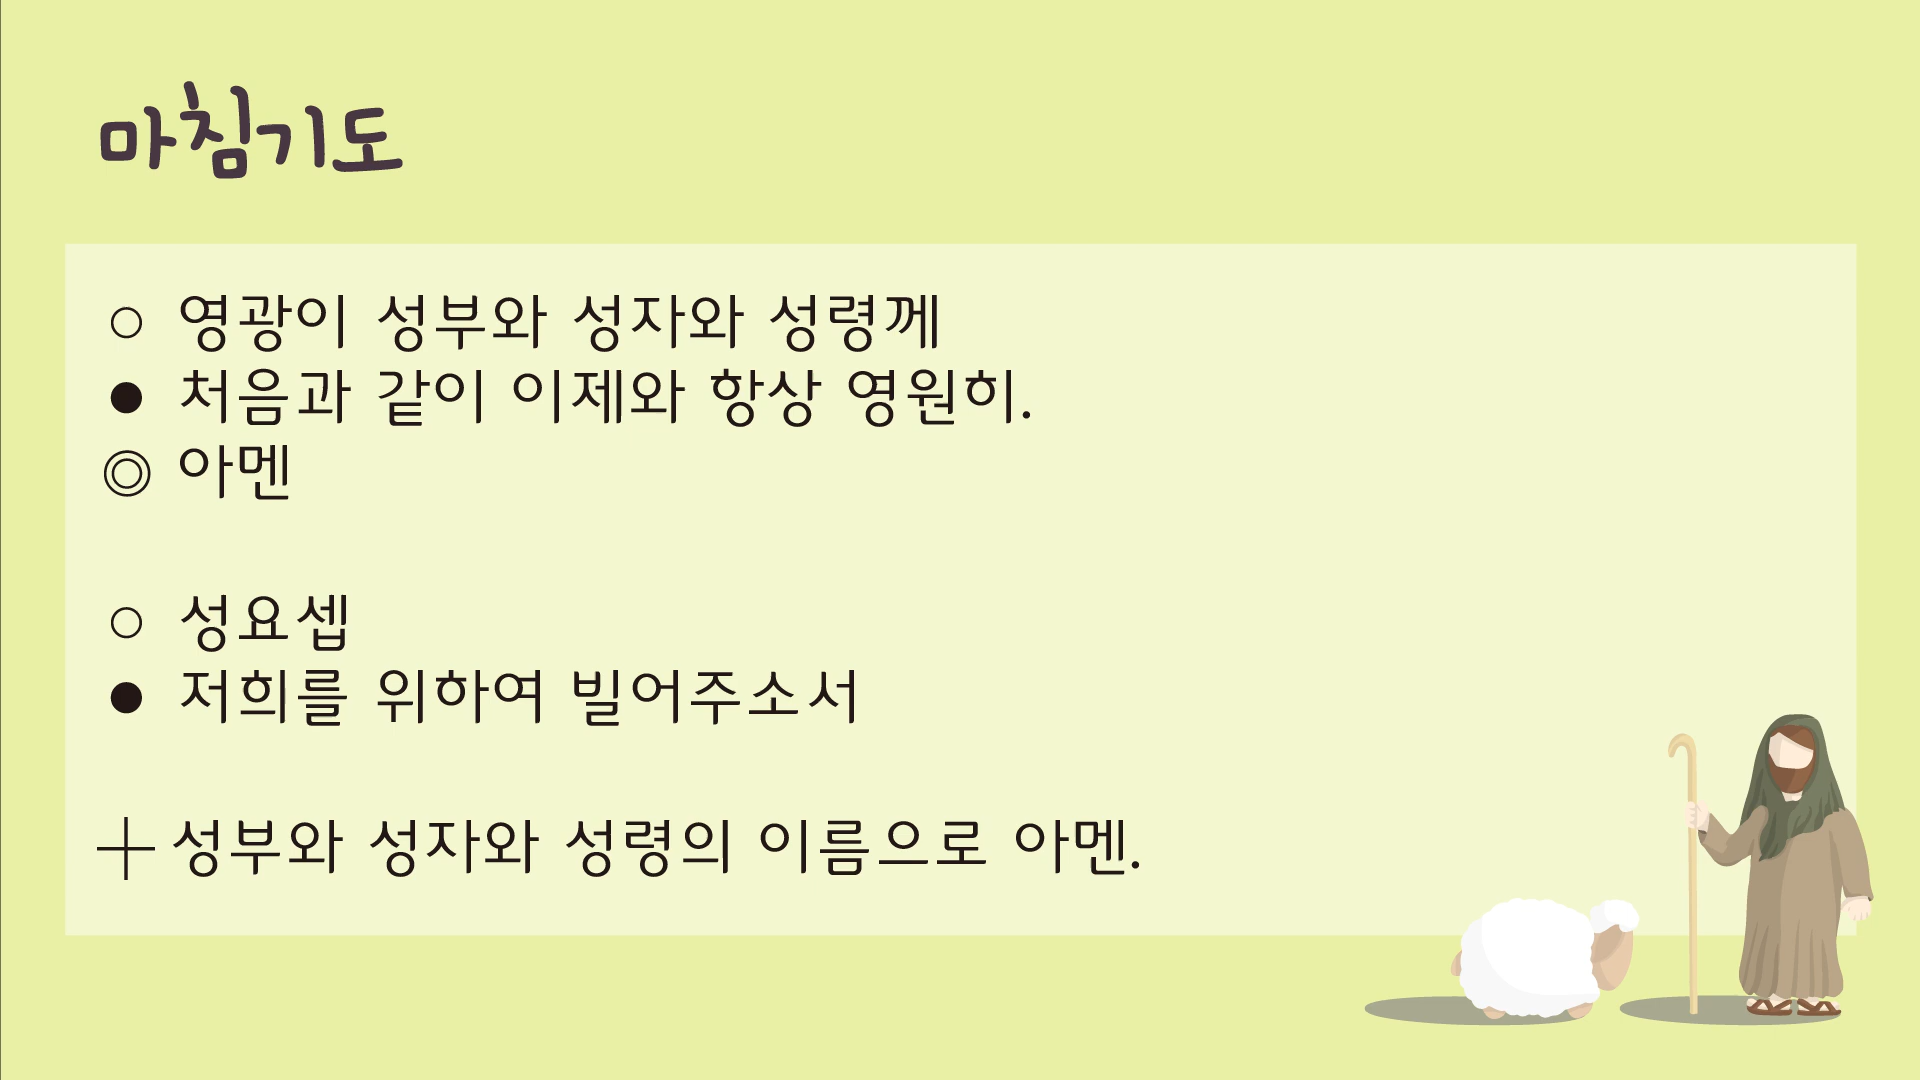 마침기도
○ 영광이 성부와 성자와 성령께
● 처음과 같이 이제와 항상 영원히.
◎ 아멘
○ 성요셉
● 저희를 위하여 빌어주소서
┼ 성부와 성자와 성령의 이름으로 아멘.